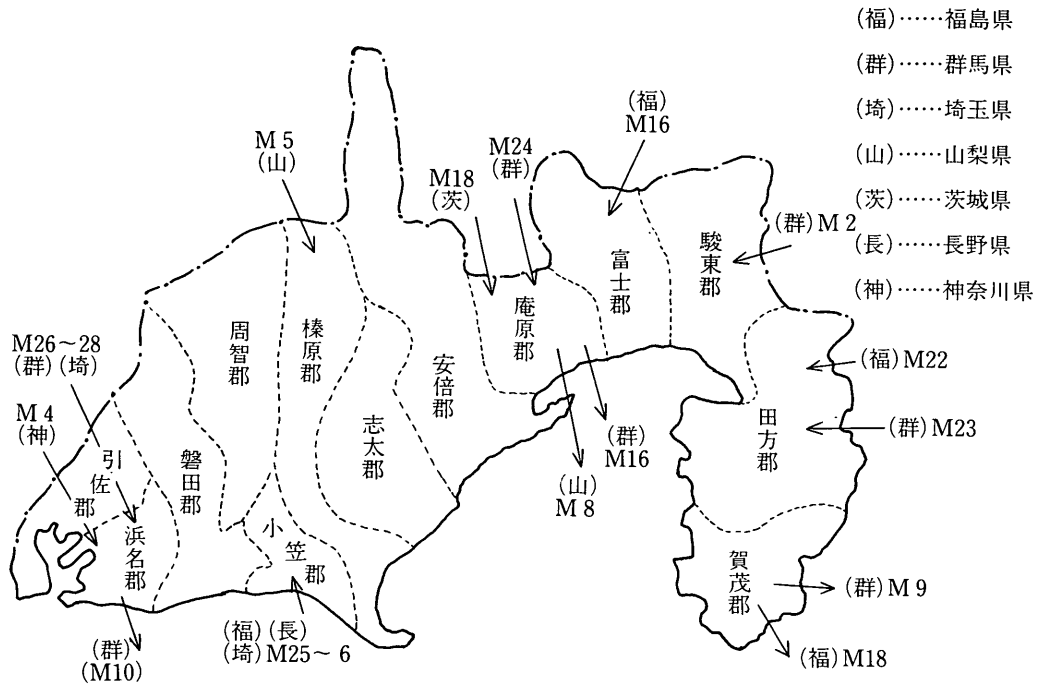 (福)……福島県
(群)……群馬県
(埼)……埼玉県
(山)……山梨県
(茨)……茨城県
(長)……長野県
(神)……神奈川県
(福)
M16
M5
(山)
M24
(群)
M18
(茨)
(群)M2
駿東郡
富士郡
庵原郡
周智郡
榛原郡
安倍郡
志太郡
M26～28
(群)(埼)
M4
(神)
引佐郡
磐田郡
浜名郡
小笠郡
(福)M22
(群)M23
田方郡
(群)
M16
(山)
M8
賀茂郡
(群)M9
(福)M18
(群)
(M10)
(福)(長)
(埼)M25～6